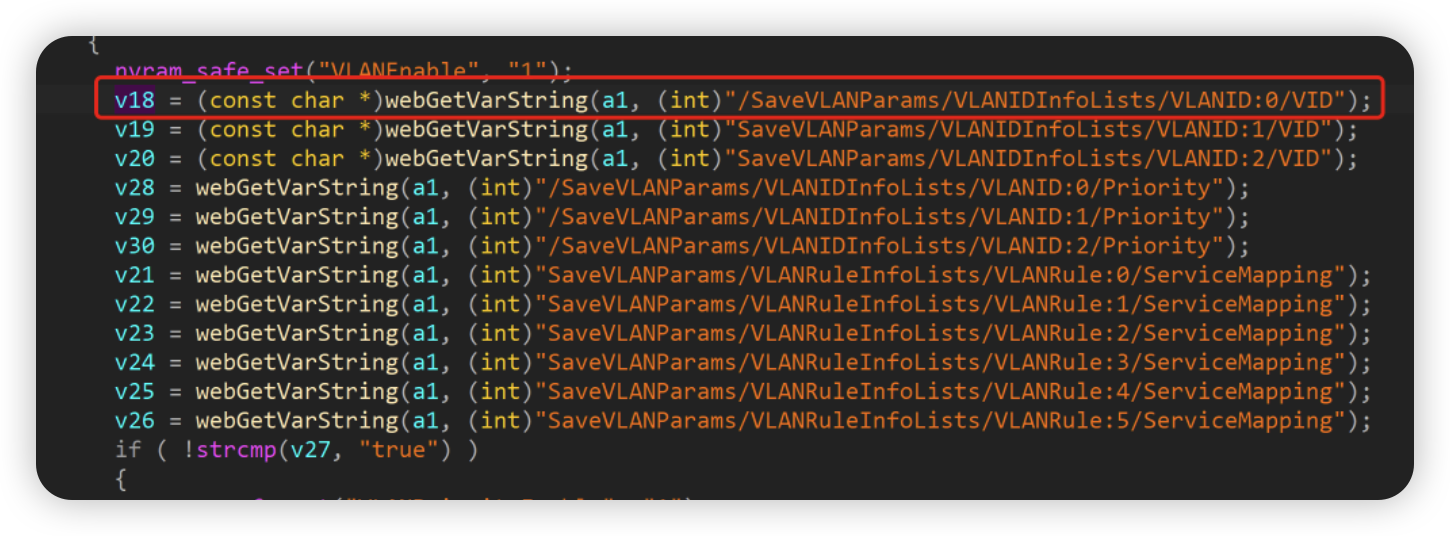 {
nvram_safe_set("VLANEnable", "1");
v18 = (const char *)webGetVarString(a1, (int)"/SaveVLANParams/VLANIDInfoLists/VLANID:0/VID");
v19 = (const char *)webGetVarString(a1, (int)"SaveVLANParams/VLANIDInfoLists/VLANID:1/VID");
v20 = (const char *)webGetVarString(a1, (int)"SaveVLANParams/VLANIDInfoLists/VLANID:2/VID");
v28 = webGetVarString(a1, (int)"/SaveVLANParams/VLANIDInfoLists/VLANID:0/Priority");
v29 = webGetVarString(a1, (int)"/SaveVLANParams/VLANIDInfoLists/VLANID:1/Priority");
v30 = webGetVarString(a1, (int)"/SaveVLANParams/VLANIDInfoLists/VLANID:2/Priority");
v21 = webGetVarString(a1, (int)"SaveVLANParams/VLANRuleInfoLists/VLANRule:0/ServiceMapping");
v22 = webGetVarString(a1, (int)"SaveVLANParams/VLANRuleInfoLists/VLANRule:1/ServiceMapping");
v23 = webGetVarString(a1, (int)"SaveVLANParams/VLANRuleInfoLists/VLANRule:2/ServiceMapping");
v24 = webGetVarString(a1, (int)"SaveVLANParams/VLANRuleInfoLists/VLANRule:3/ServiceMapping");
v25 = webGetVarString(a1, (int)"SaveVLANParams/VLANRuleInfoLists/VLANRule:4/ServiceMapping");
v26 = webGetVarString(a1, (int)"SaveVLANParams/VLANRuleInfoLists/VLANRule:5/ServiceMapping");
if ( !strcmp(v27, "true") )
{